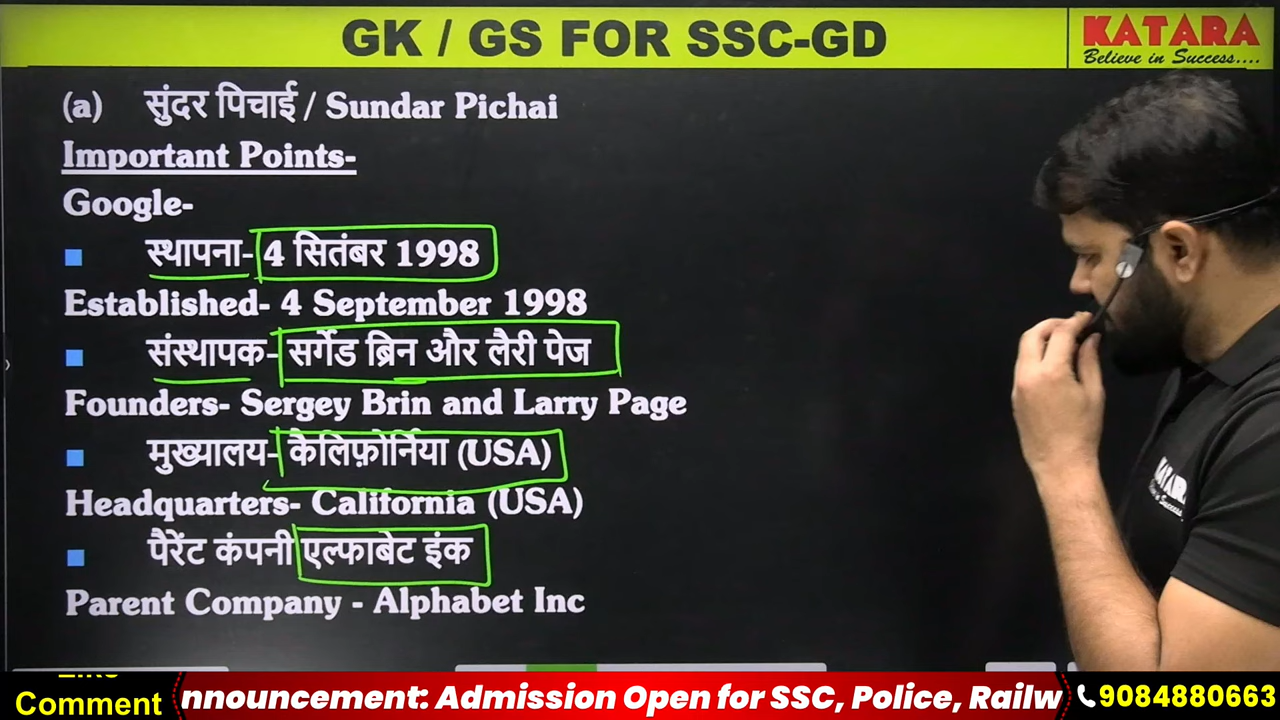 GK / GS FOR SSC-GD
KATARA
Believe in Success....
(a) सुंदर पिचाई / Sundar Pichai
Important Points-
Google-
■ स्थापना- 4 सितंबर 1998
Established- 4 September 1998
■ संस्थापक- सर्गेड ब्रिन और लैरी पेज
Founders- Sergey Brin and Larry Page
■ मुख्यालय- कैलिफ़ोर्निया (USA)
Headquarters- California (USA)
■ पैरेंट कंपनी एल्फाबेट इंक
Parent Company - Alphabet Inc
KATARA
Comment
nnouncement: Admission Open for SSC, Police, Railw
9084880663